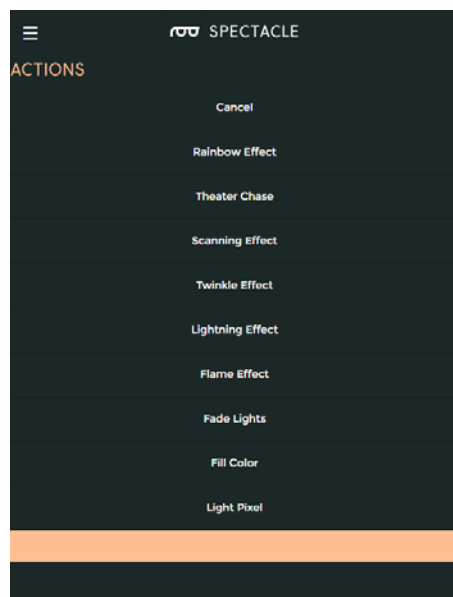 SPECTACLE
ACTIONS
Cancel
Rainbow Effect
Theater Chase
Scanning Effect
Twinkle Effect
Lightning Effect
Flame Effect
Fade Lights
Fill Color
Light Pixel